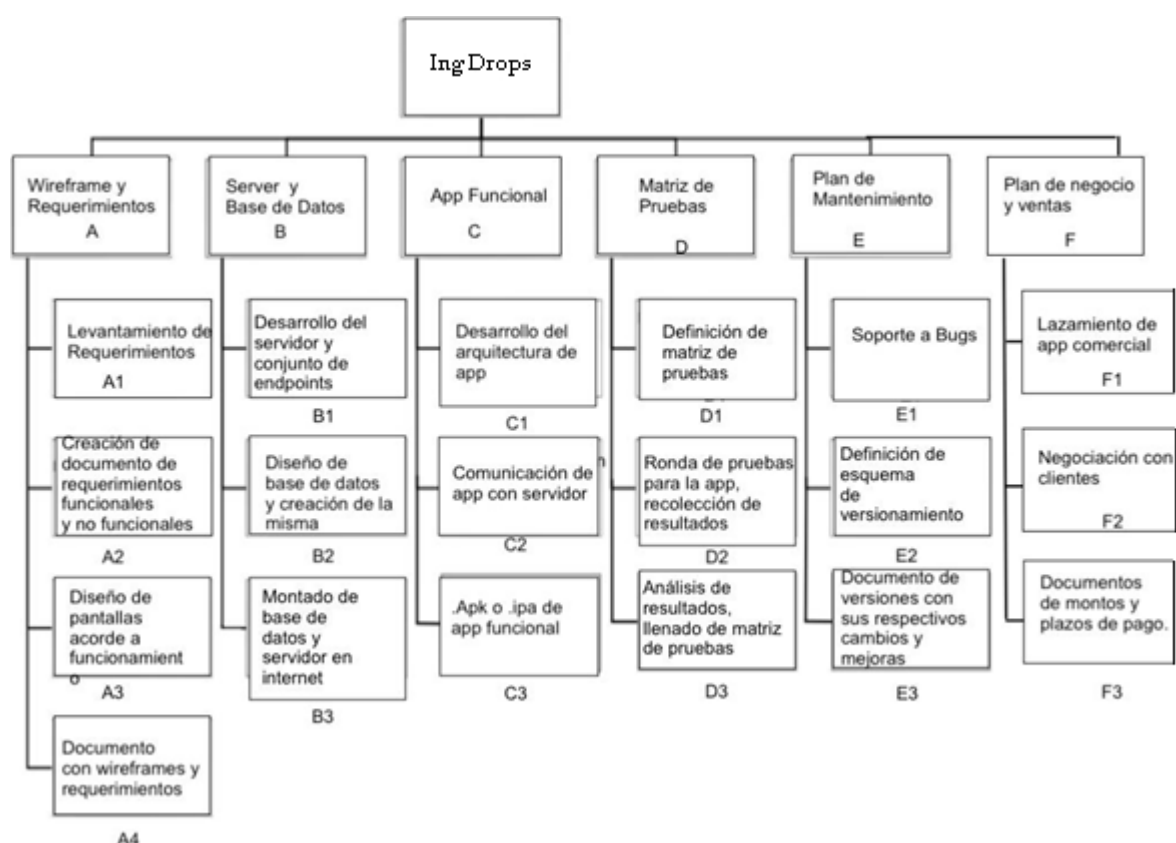 IngDrops
Wireframe y
Requerimientos
A
Server y
Base de Datos
B
App Funcional
C
Matriz de
Pruebas
D
Plan de
Mantenimiento
E
Plan de negocio
y ventas
F
Levantamiento de
Requerimientos
A1
Creación de
documento de
requerimientos
funcionales
y no funcionales
A2
Diseño de
pantallas
acorde a
funcionamient
o
A3
Documento
con wireframes y
requerimientos
A4
Desarrollo del
servidor y
conjunto de
endpoints
B1
Diseño de
base de datos
y creación de la
misma
B2
Montado de
base de
datos y
servidor en
internet
B3
Desarrollo del
arquitectura de
app
C1
Comunicación de
app con servidor
C2
.Apk o .ipa de
app funcional
C3
Definición de
matriz de
pruebas
D1
Ronda de pruebas
para la app,
recolección de
resultados
D2
Análisis de
resultados,
llenado de matriz
de pruebas
D3
Soporte a Bugs
E1
Definición de
esquema
de
versionamiento
E2
Documento de
versiones con
sus respectivos
cambios y
mejoras
E3
Lazamiento de
app comercial
F1
Negociación con
clientes
F2
Documentos
de montos y
plazos de pago.
F3